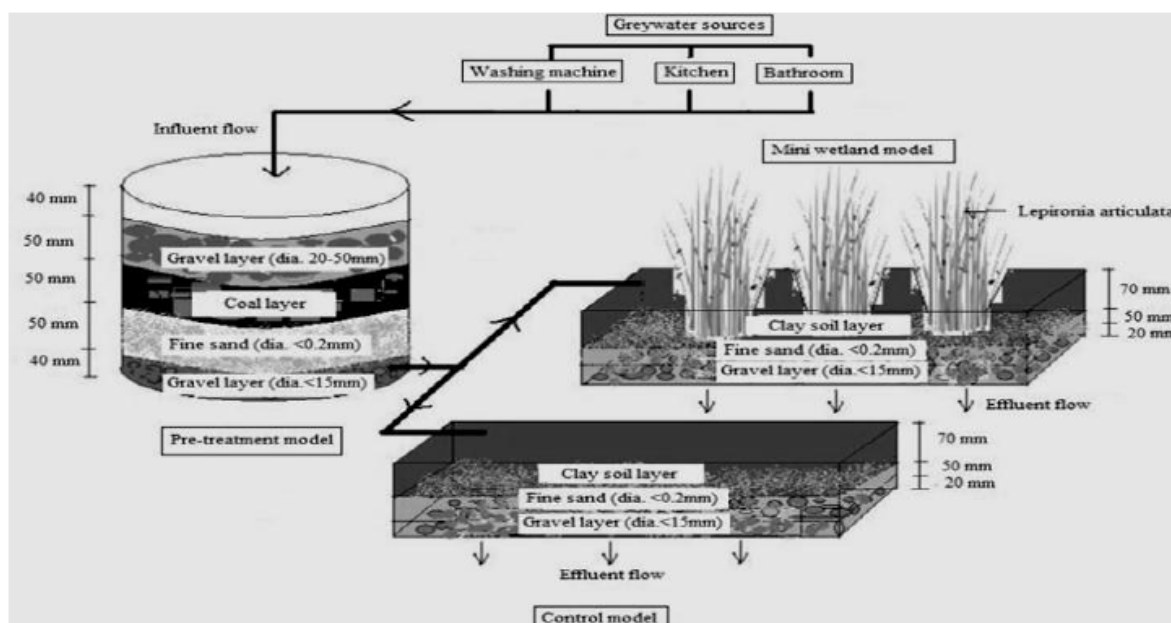 Greywater sources
Washing machine
Kitchen
Bathroom
Influent flow
Mini wetland model
40 mm
50 mm
50 mm
50 mm
40 mm
Gravel layer (dia. 20-50mm)
Coal layer
Fine sand (dia. <0.2mm)
Gravel layer (dia.<15mm)
Pre-treatment model
Lepironia articulata
70 mm
50 mm
20 mm
Clay soil layer
Fine sand (dia. <0.2mm)
Gravel layer (dia.<15mm)
Effluent flow
70 mm
50 mm
20 mm
Clay soil layer
Fine sand (dia. <0.2mm)
Gravel layer (dia.<15mm)
Effluent flow
Control model